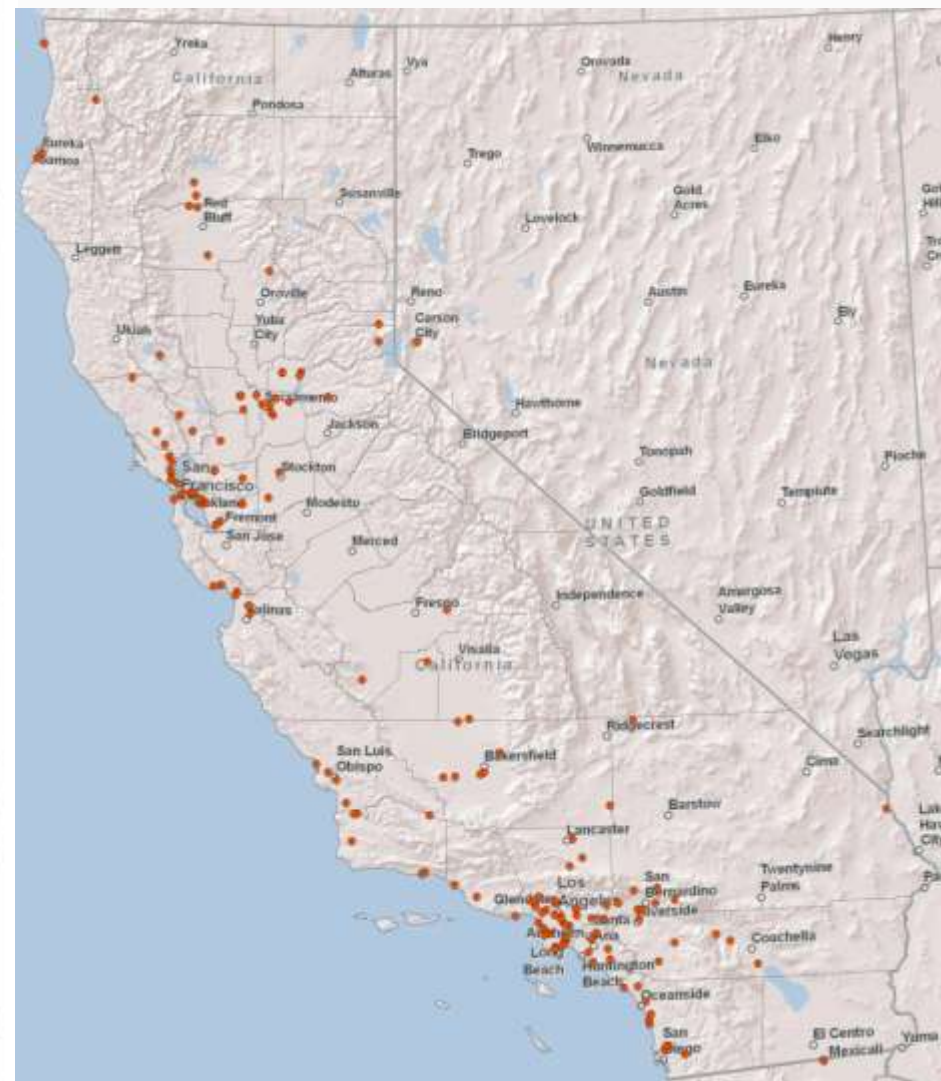 Henry
Yreka
California
Vya
Alturas
Orovada
Nevada
Pondosa
Eureka
Samoa
Trego
Winnemucca
Elko
Susanville
Gold
Acres
Red
Bluff
Lovelock
Leggett
Oroville
Reno
Austin
Eureka
Ely
Ukiah
Yuba
City
Carson
City
Nevada
Sacramento
Hawthorne
Jackson
Bridgeport
Tonopah
Pioche
San
Francisco
Stockton
Oakland
Modesto
Goldfield
Tempiute
Fremont
San Jose
UNITED
STATES
Merced
Salinas
Fresno
Independence
Amargosa
Valley
Visalia
California
Las
Vegas
Ridgecrest
Searchlight
San Luis
Obispo
Bakersfield
Cima
Barstow
Lancaster
Los
Angeles
San
Bernardino
Twentynine
Palms
Glendale
Riverside
Santa
Ana
Anaheim
Long
Beach
Huntington
Beach
Coachella
Oceanside
San
Diego
El Centro
Mexicali
Yuma